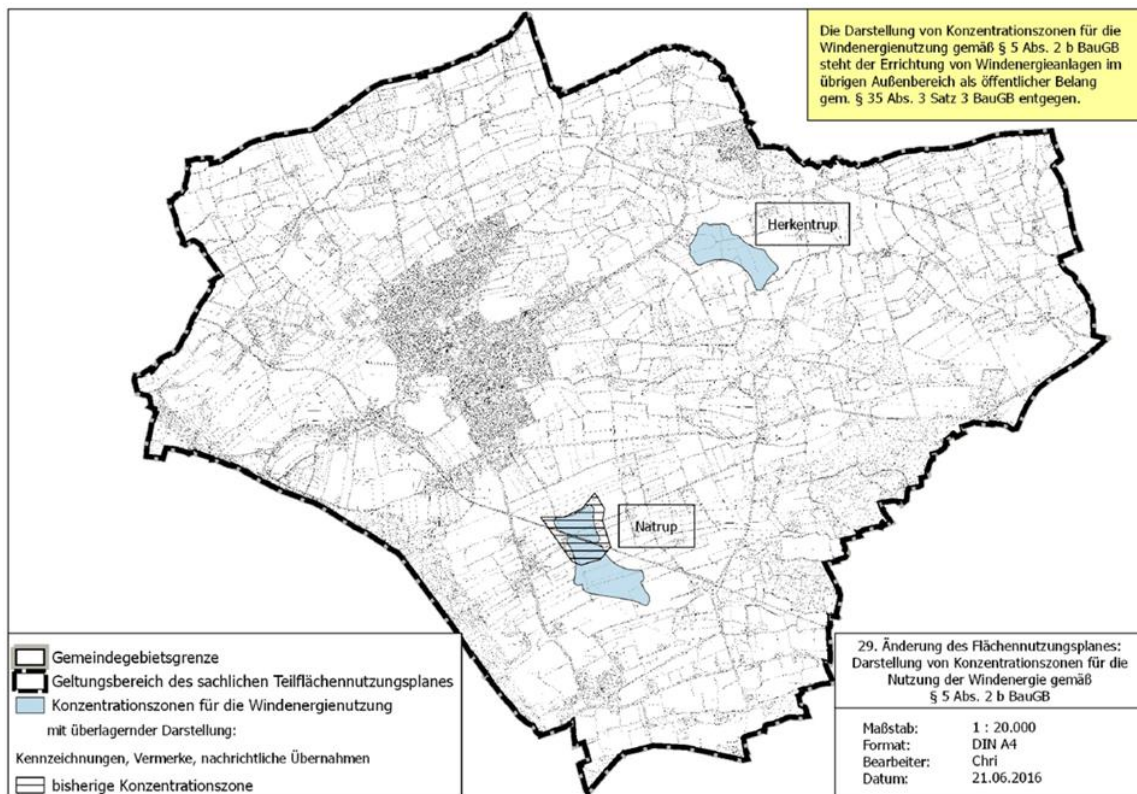 Die Darstellung von Konzentrationszonen für die
Windenergienutzung gemäß § 5 Abs. 2 b BauGB
steht der Errichtung von Windenergieanlagen im
übrigen Außenbereich als öffentlicher Belang
gem. § 35 Abs. 3 Satz 3 BauGB entgegen.
Herkentrup
Natrup
Gemeindegebietsgrenze
Geltungsbereich des sachlichen Teilflächennutzungsplanes
Konzentrationszonen für die Windenergienutzung
mit überlagernder Darstellung:
Kennzeichnungen, Vermerke, nachrichtliche Übernahmen
bisherige Konzentrationszone
29. Änderung des Flächennutzungsplanes:
Darstellung von Konzentrationszonen für die
Nutzung der Windenergie gemäß
§ 5 Abs. 2 b BauGB
Maßstab: 1 : 20.000
Format: DIN A4
Bearbeiter: Chri
Datum: 21.06.2016